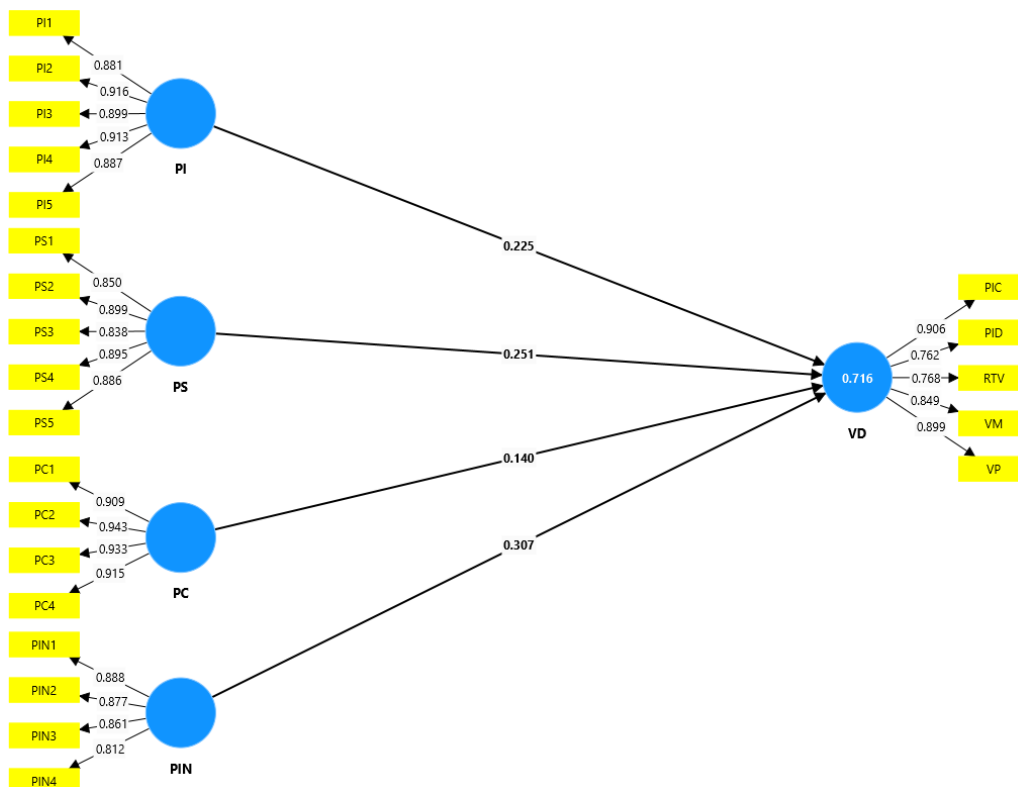 PI1
PI2
PI3
PI4
PI5
0.881
0.916
0.899
0.913
0.887
PI
PS1
PS2
PS3
PS4
PS5
0.850
0.899
0.838
0.895
0.886
PS
PC1
PC2
PC3
PC4
0.909
0.943
0.933
0.915
PC
PIN1
PIN2
PIN3
PIN4
0.888
0.877
0.861
0.812
PIN
0.225
0.251
0.140
0.307
0.716
VD
0.906
0.762
0.768
0.849
0.899
PIC
PID
RTV
VM
VP